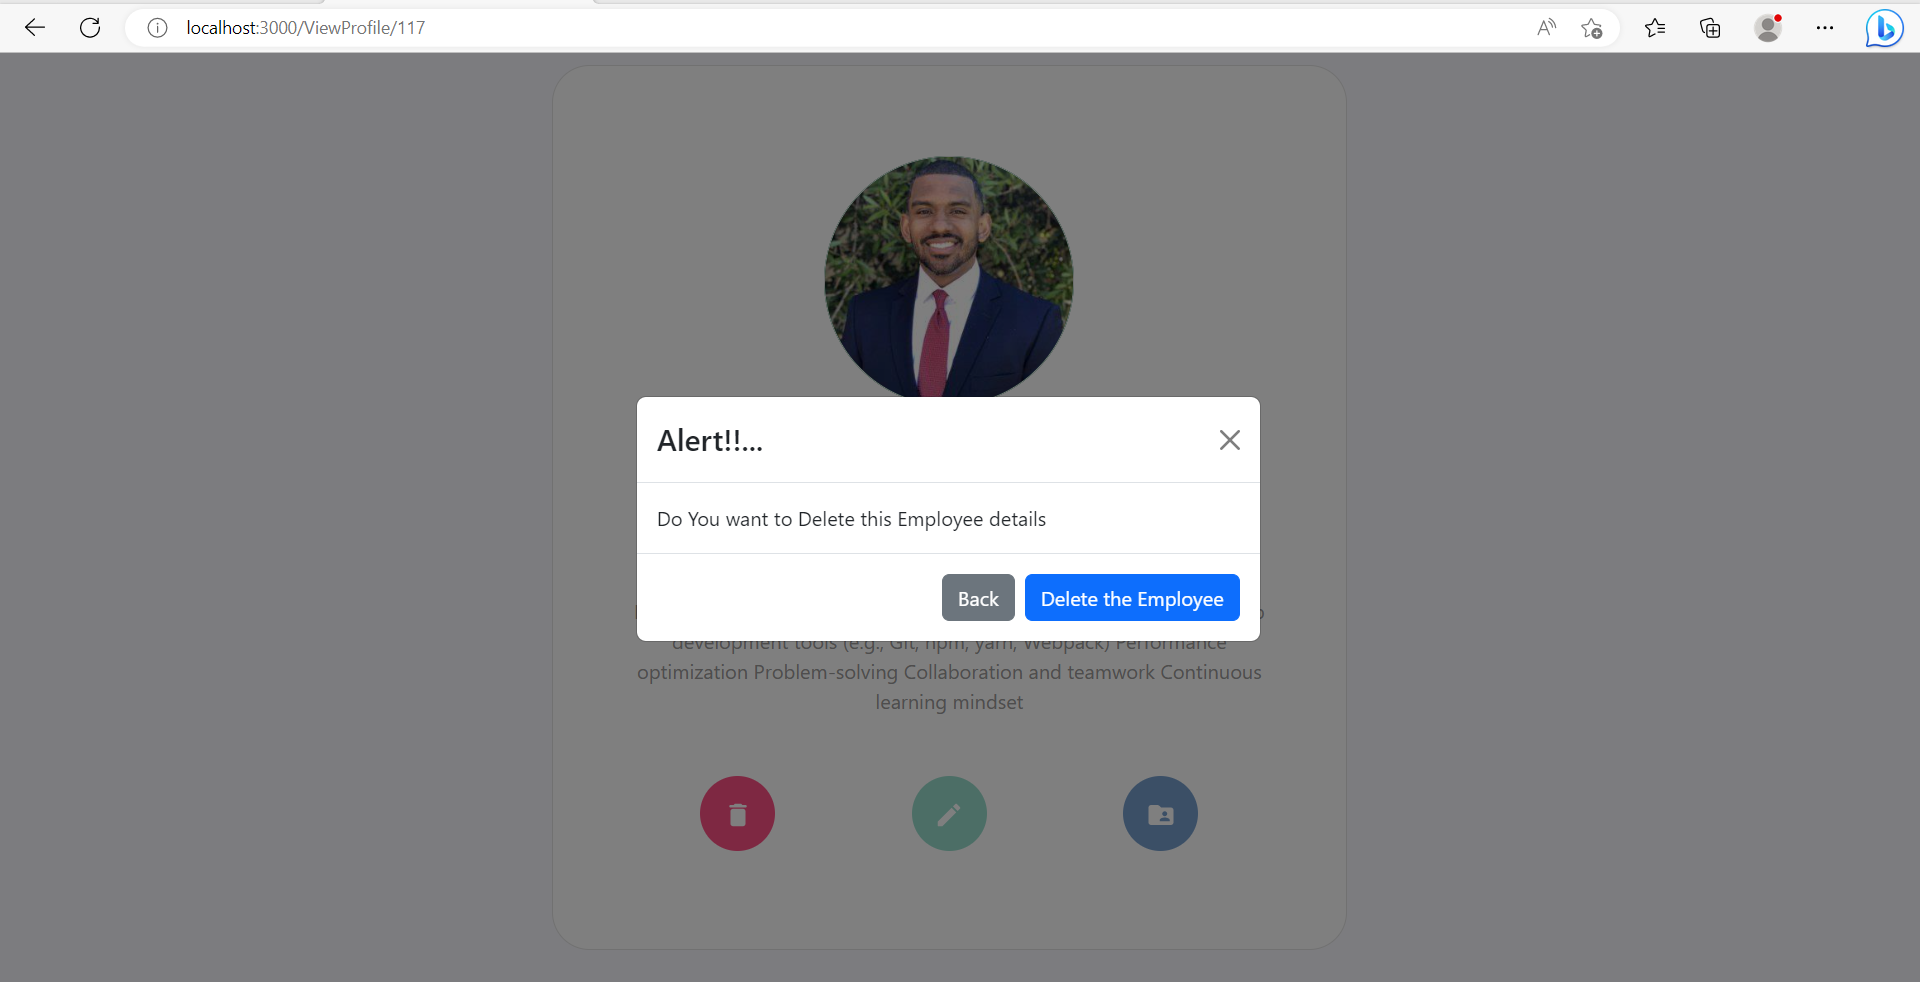 localhost:3000/ViewProfile/117
Alert!!...
Do You want to Delete this Employee details
Back Delete the Employee
development tools (e.g., Git, npm, yarn, Webpack) Performance
optimization Problem-solving Collaboration and teamwork Continuous
learning mindset